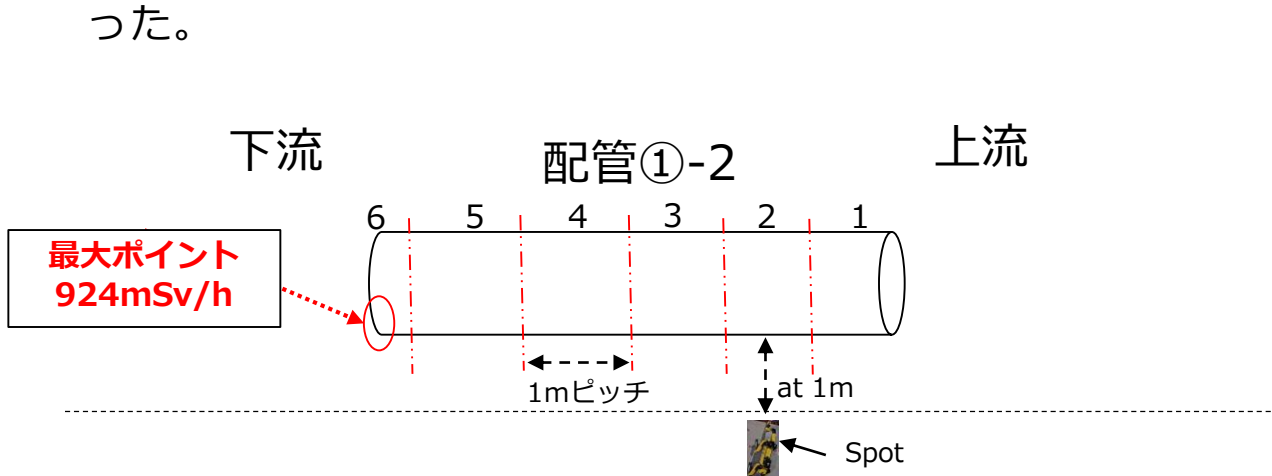 った。
下流
配管①-2
上流
6 5 4 3 2 1
最大ポイント
924mSv/h
1mピッチ
at 1m
Spot